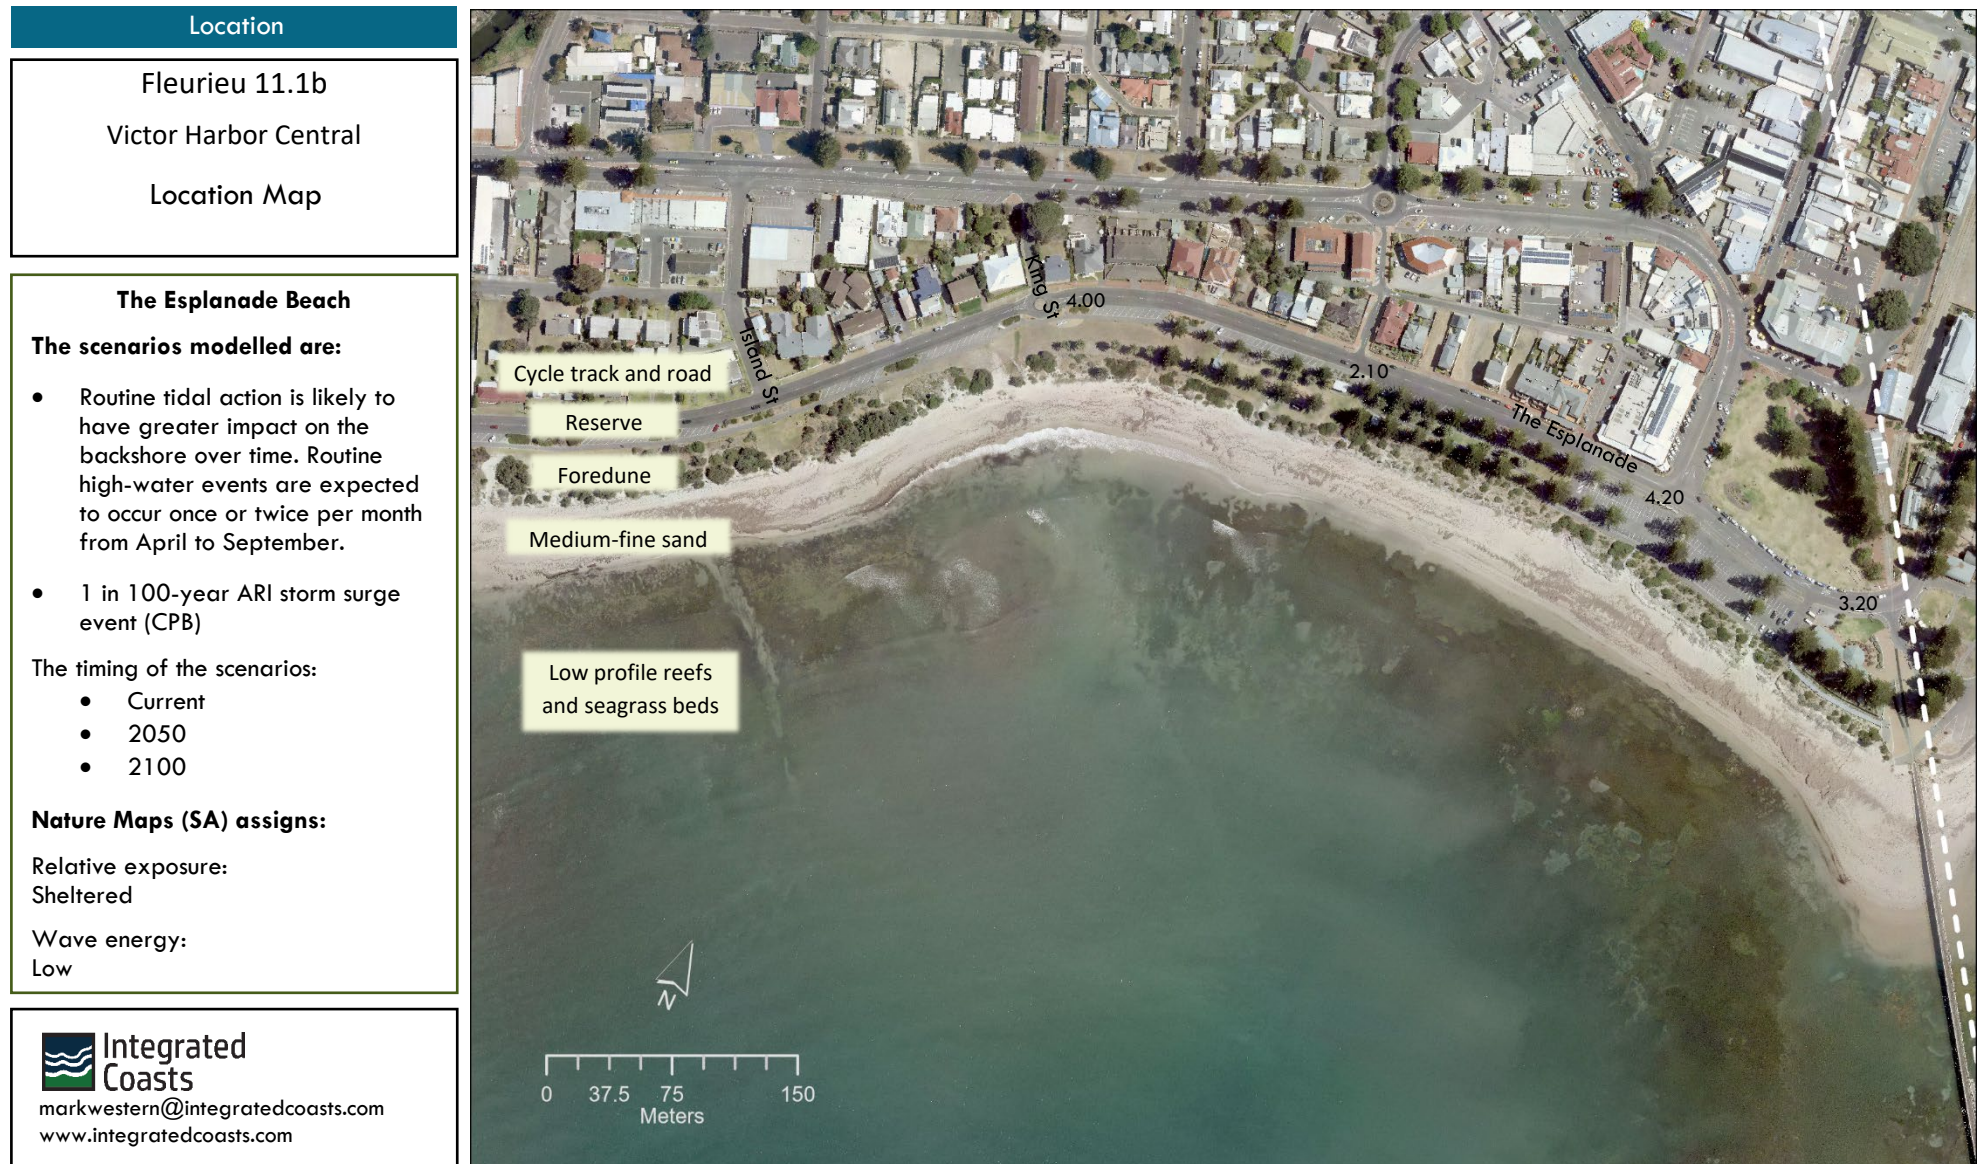 Location
Fleurieu 11.1b
Victor Harbor Central
Location Map
The Esplanade Beach
The scenarios modelled are:
• Routine tidal action is likely to
have greater impact on the
backshore over time. Routine
high-water events are expected
to occur once or twice per month
from April to September.
• 1 in 100-year ARI storm surge
event (CPB)
The timing of the scenarios:
• Current
• 2050
• 2100
Nature Maps (SA) assigns:
Relative exposure:
Sheltered
Wave energy:
Low
Integrated
Coasts
markwestern@integratedcoasts.com
www.integratedcoasts.com
King St
4.00
Island St
Cycle track and road
2.10
Reserve
The Esplanade
Foredune
4.20
Medium-fine sand
3.20
Low profile reefs
and seagrass beds
N
0 37.5 75 150
Meters